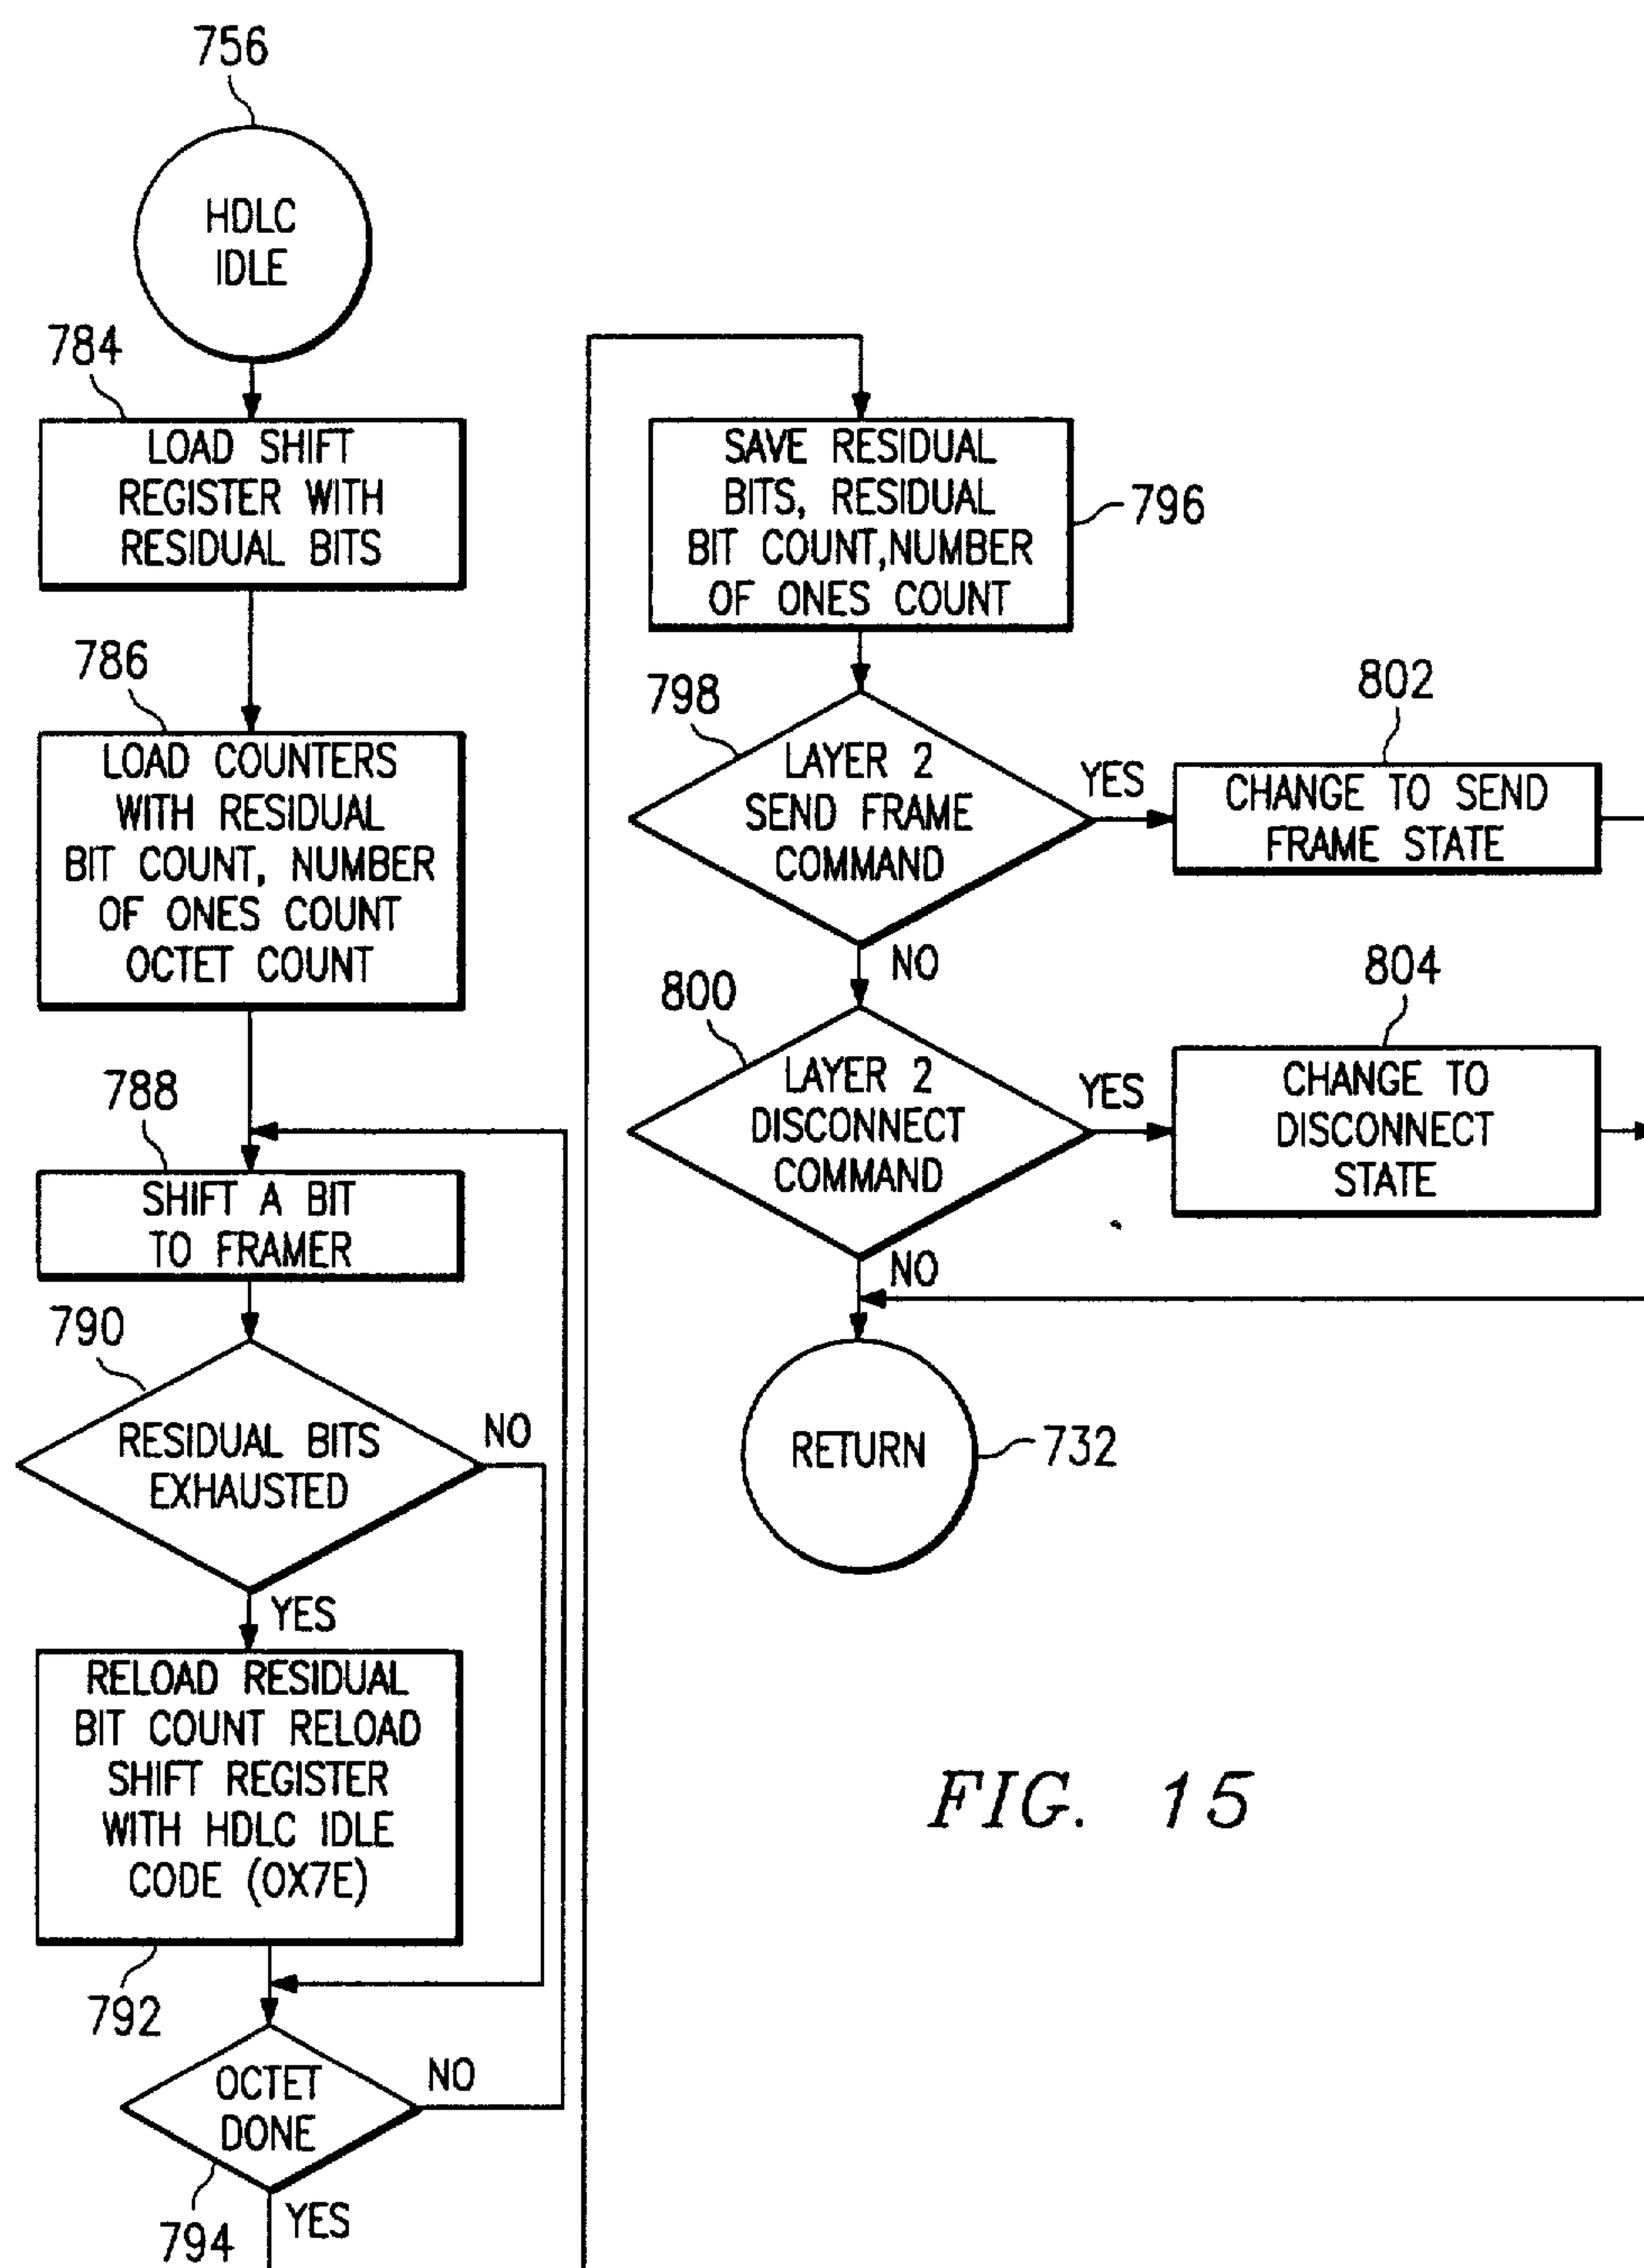 756
HDLC
IDLE
784
LOAD SHIFT
REGISTER WITH
RESIDUAL BITS
786
LOAD COUNTERS
WITH RESIDUAL
BIT COUNT, NUMBER
OF ONES COUNT
OCTET COUNT
788
SHIFT A BIT
TO FRAMER
790
RESIDUAL BITS
EXHAUSTED
NO
YES
RELOAD RESIDUAL
BIT COUNT RELOAD
SHIFT REGISTER
WITH HDLC IDLE
CODE (0X7E)
792
OCTET
DONE
NO
794
YES
SAVE RESIDUAL
BITS, RESIDUAL
BIT COUNT,NUMBER
OF ONES COUNT
796
798
LAYER 2
SEND FRAME
COMMAND
YES
802
CHANGE TO SEND
FRAME STATE
NO
800
LAYER 2
DISCONNECT
COMMAND
YES
804
CHANGE TO
DISCONNECT
STATE
NO
RETURN
732
FIG. 15